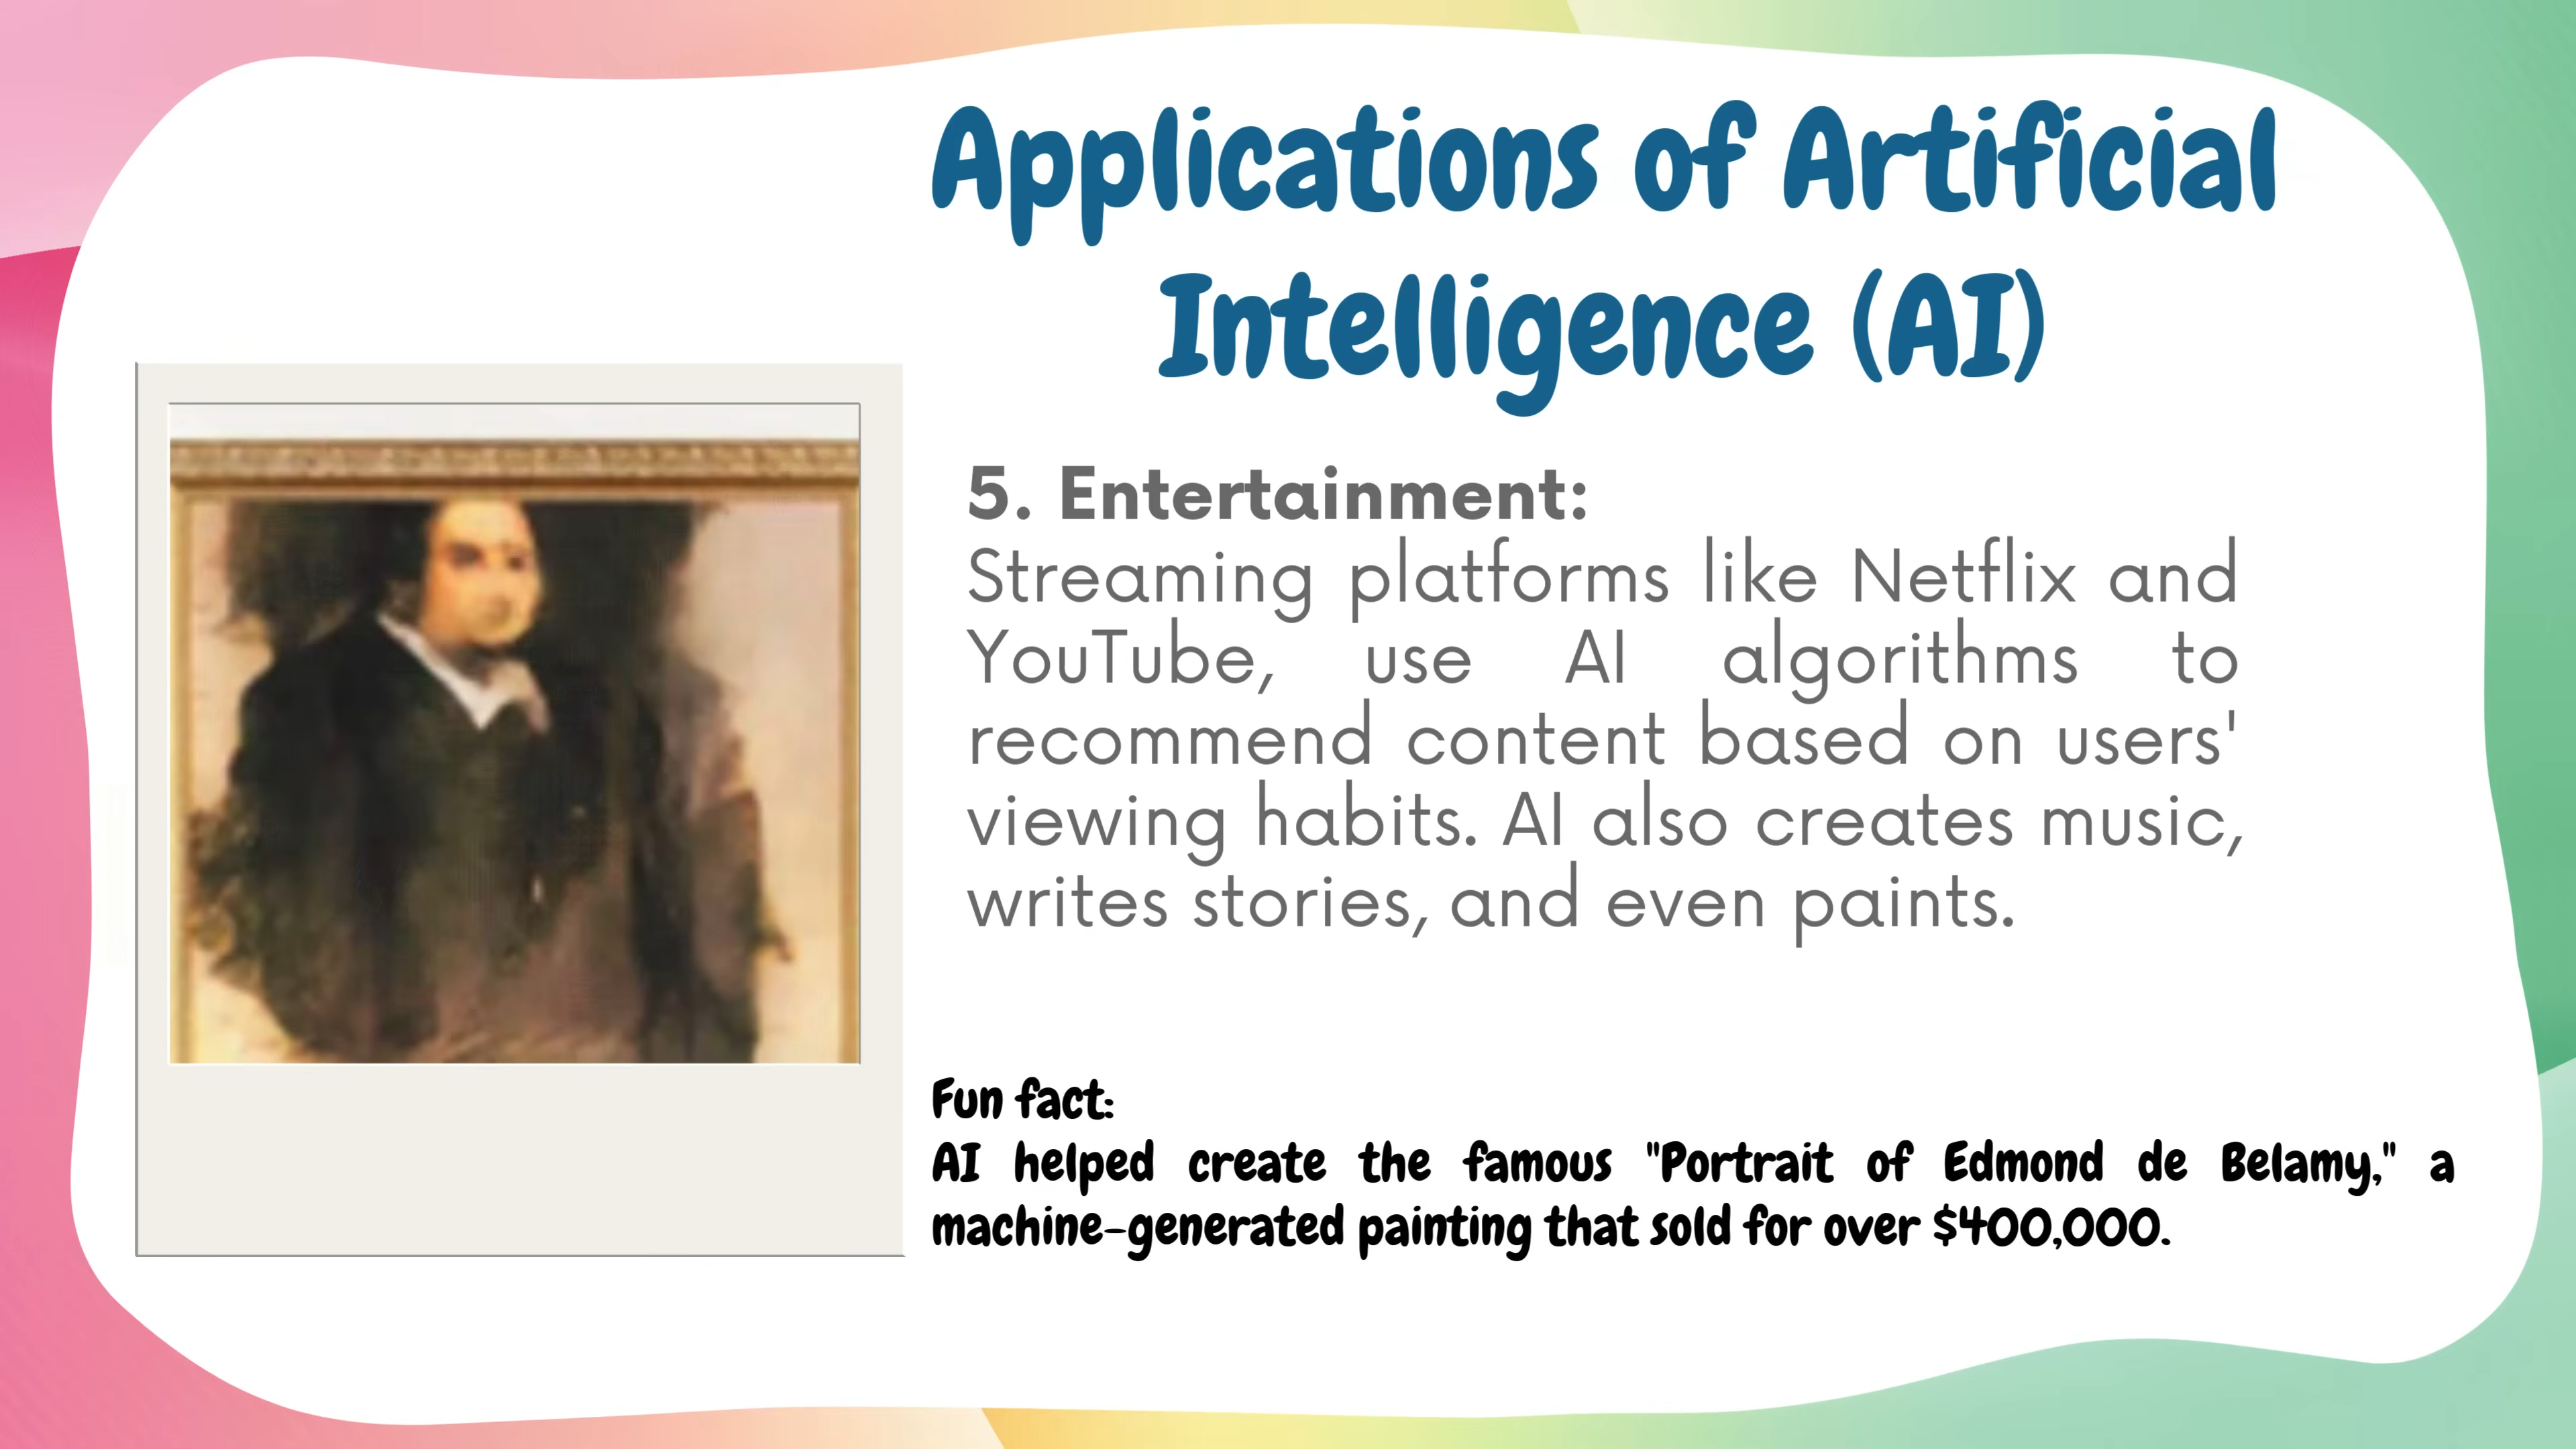 Applications of Artificial
Intelligence (AI)
5. Entertainment:
Streaming platforms like Netflix and
YouTube, use AI algorithms to
recommend content based on users'
viewing habits. AI also creates music,
writes stories, and even paints.
Fun fact:
AI helped create the famous "Portrait of Edmond de Belamy," a
machine-generated painting that sold for over $400,000.